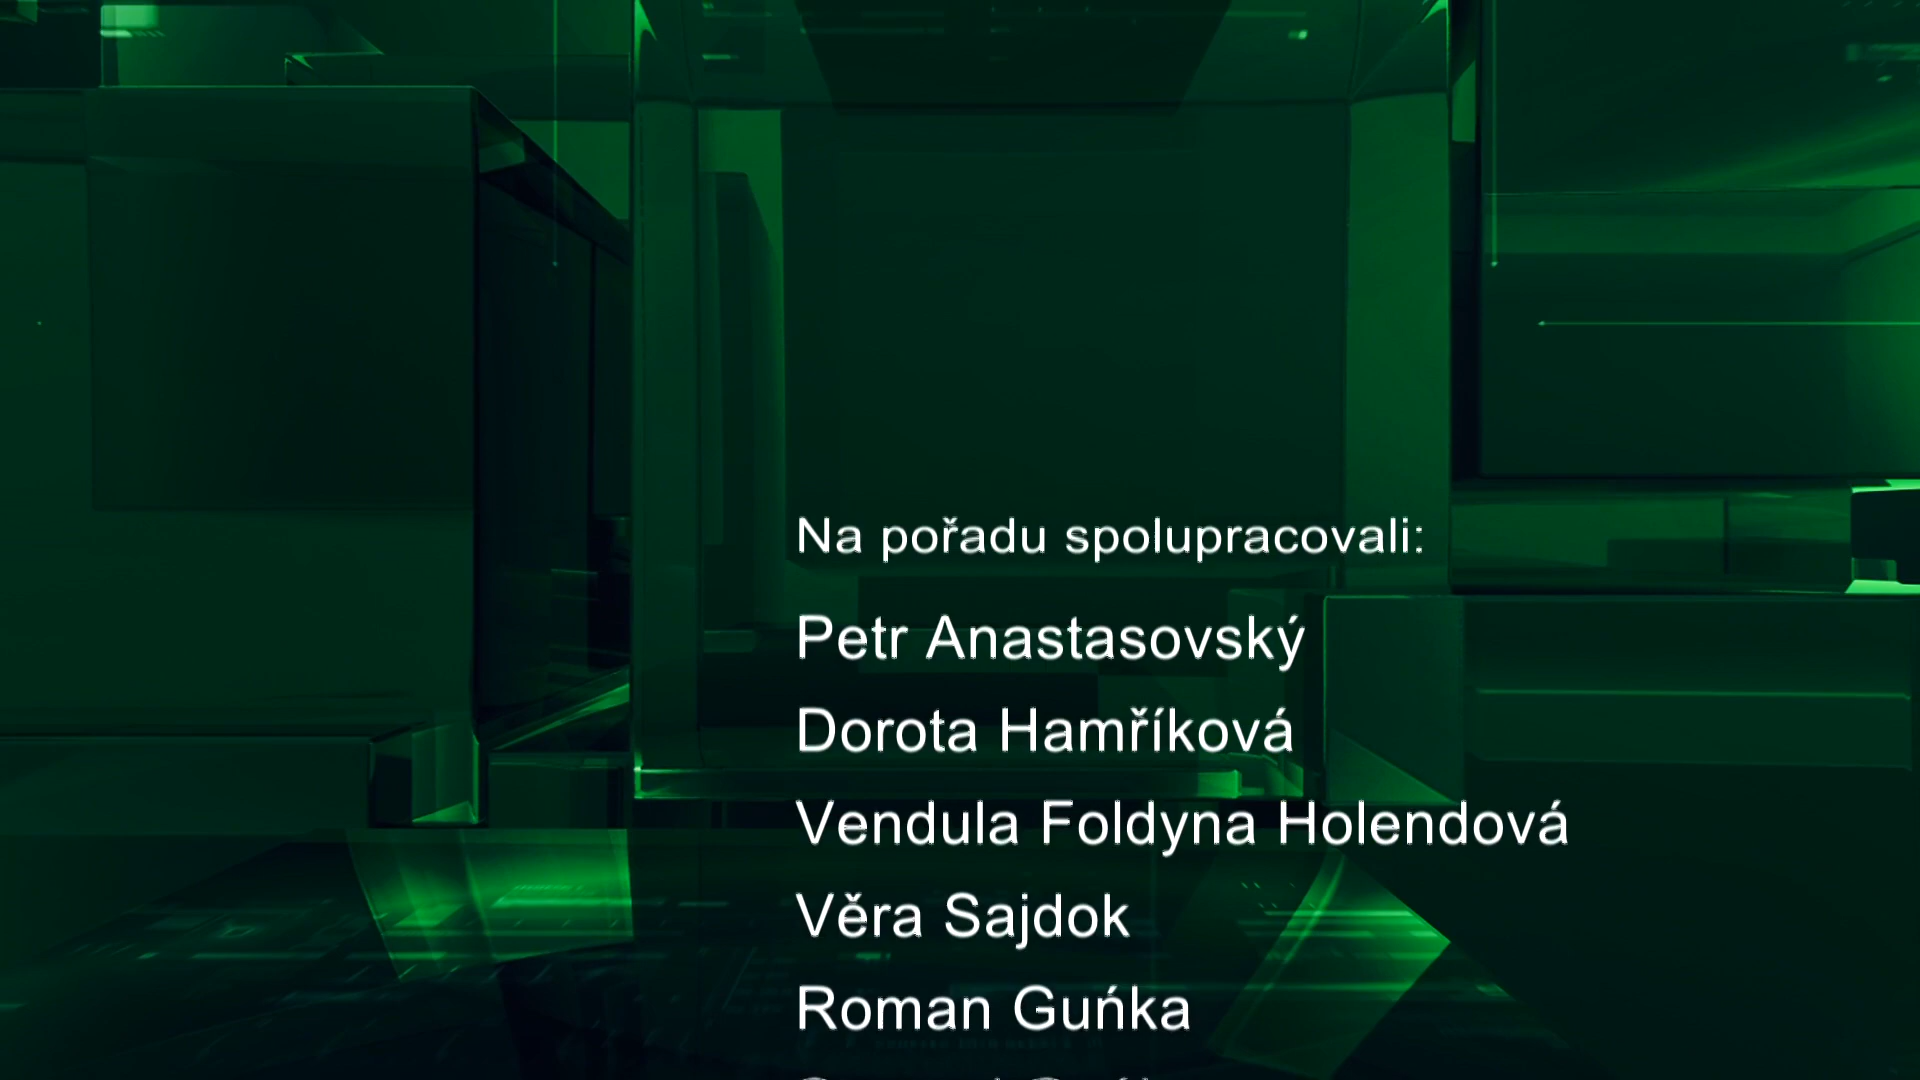 Na pořadu spolupracovali:
Petr Anastasovský
Dorota Hamříková
Vendula Foldyna Holendová
Věra Sajdok
Roman Guńka